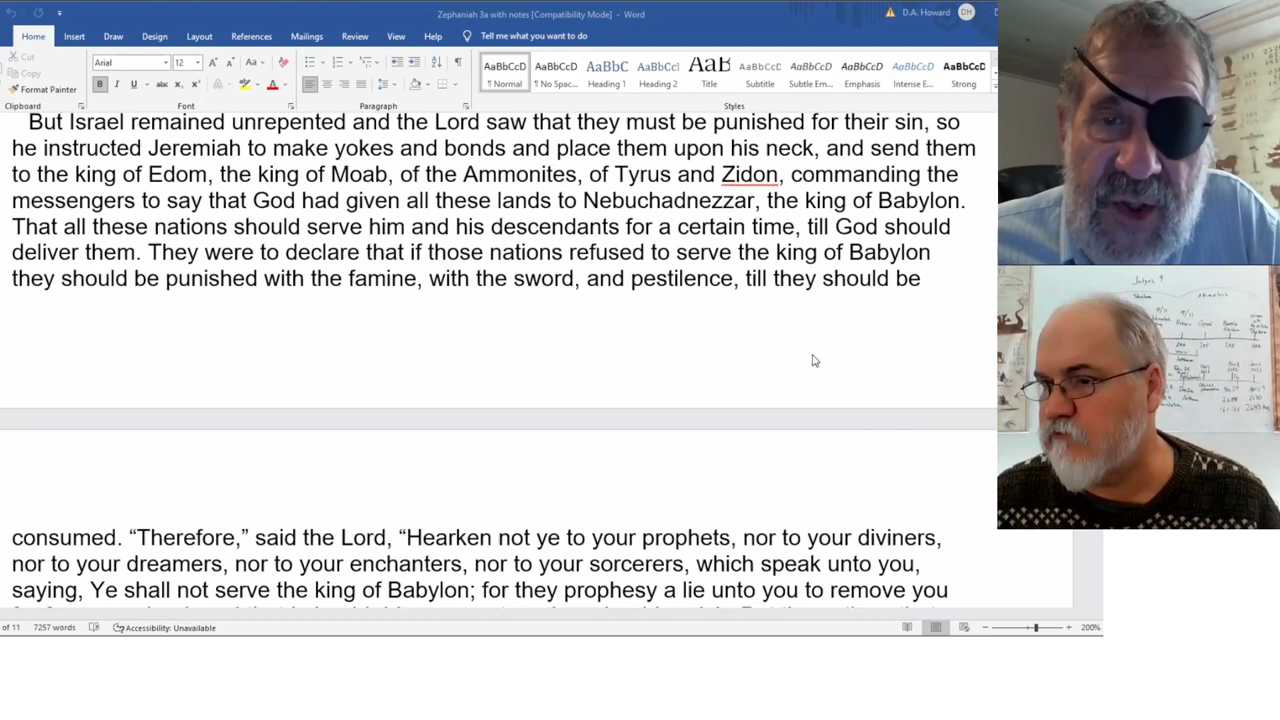 Zephaniah 3a with notes [Compatibility Mode] - Word
D.A. Howard DH
Home Insert Draw Design Layout References Mailings Review View Help Tell me what you want to do
Cut
Copy
Format Painter
Clipboard
Arial 12
Font
Paragraph
AaBbCcD AaBbCcD AaBbC AaBbCcI AaB AaBbCcD AaBbCcD AaBbCcD AaBbCcD AaBbCcD
¶ Normal ¶ No Spac... Heading 1 Heading 2 Title Subtitle Subtle Em... Emphasis Intense E... Strong
Styles
But Israel remained unrepented and the Lord saw that they must be punished for their sin, so
he instructed Jeremiah to make yokes and bonds and place them upon his neck, and send them
to the king of Edom, the king of Moab, of the Ammonites, of Tyrus and Zidon, commanding the
messengers to say that God had given all these lands to Nebuchadnezzar, the king of Babylon.
That all these nations should serve him and his descendants for a certain time, till God should
deliver them. They were to declare that if those nations refused to serve the king of Babylon
they should be punished with the famine, with the sword, and pestilence, till they should be
consumed. “Therefore,” said the Lord, “Hearken not ye to your prophets, nor to your diviners,
nor to your dreamers, nor to your enchanters, nor to your sorcerers, which speak unto you,
saying, Ye shall not serve the king of Babylon; for they prophesy a lie unto you to remove you
of 11 7257 words Accessibility: Unavailable 200%
Judges 9
9/11 9/11